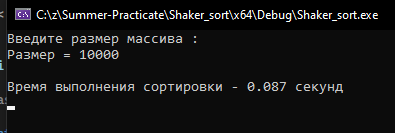 C:\z\Summer-Practicate\Shaker_sort\x64\Debug\Shaker_sort.exe
Введите размер массива :
Размер = 10000
Время выполнения сортировки - 0.087 секунд